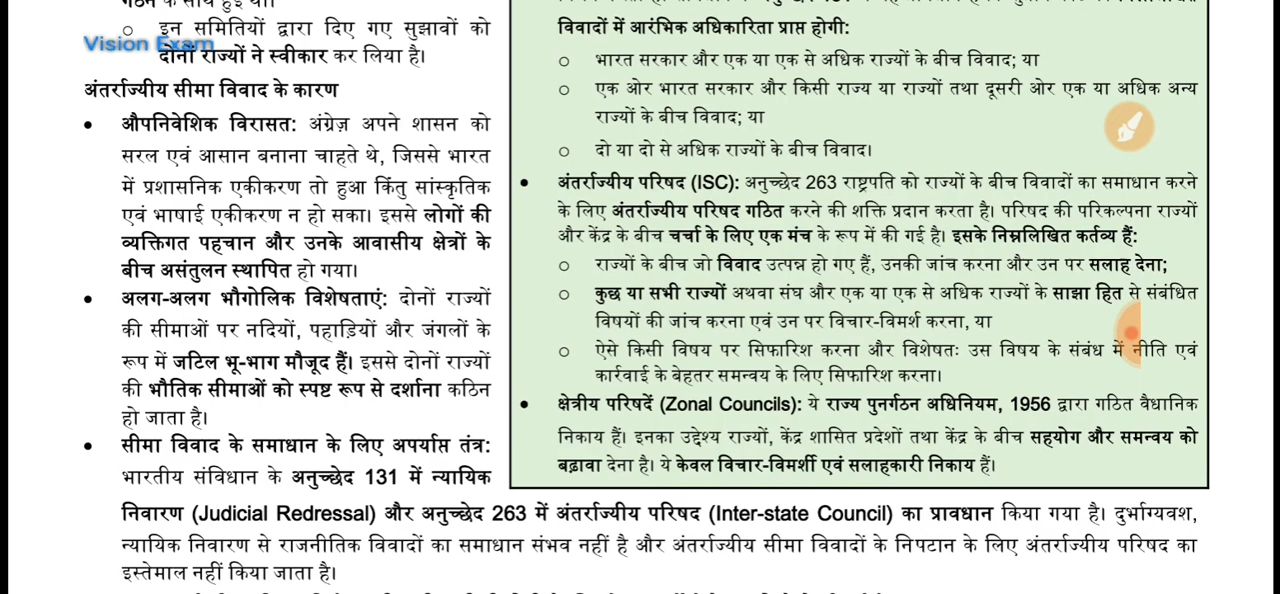 इन समितियों द्वारा दिए गए सुझावों को
दोनों राज्यों ने स्वीकार कर लिया है।
Vision Exam
अंतर्राज्यीय सीमा विवाद के कारण
• औपनिवेशिक विरासत: अंग्रेज़ अपने शासन को
सरल एवं आसान बनाना चाहते थे, जिससे भारत
में प्रशासनिक एकीकरण तो हुआ किंतु सांस्कृतिक
एवं भाषाई एकीकरण न हो सका। इससे लोगों की
व्यक्तिगत पहचान और उनके आवासीय क्षेत्रों के
बीच असंतुलन स्थापित हो गया।
• अलग-अलग भौगोलिक विशेषताएं: दोनों राज्यों
की सीमाओं पर नदियों, पहाड़ियों और जंगलों के
रूप में जटिल भू-भाग मौजूद हैं। इससे दोनों राज्यों
की भौतिक सीमाओं को स्पष्ट रूप से दर्शाना कठिन
हो जाता है।
• सीमा विवाद के समाधान के लिए अपर्याप्त तंत्र:
भारतीय संविधान के अनुच्छेद 131 में न्यायिक
विवादों में आरंभिक अधिकारिता प्राप्त होगी:
o भारत सरकार और एक या एक से अधिक राज्यों के बीच विवाद; या
o एक ओर भारत सरकार और किसी राज्य या राज्यों तथा दूसरी ओर एक या अधिक अन्य
राज्यों के बीच विवाद; या
o दो या दो से अधिक राज्यों के बीच विवाद।
• अंतर्राज्यीय परिषद (ISC): अनुच्छेद 263 राष्ट्रपति को राज्यों के बीच विवादों का समाधान करने
के लिए अंतर्राज्यीय परिषद गठित करने की शक्ति प्रदान करता है। परिषद की परिकल्पना राज्यों
और केंद्र के बीच चर्चा के लिए एक मंच के रूप में की गई है। इसके निम्नलिखित कर्तव्य हैं:
o राज्यों के बीच जो विवाद उत्पन्न हो गए हैं, उनकी जांच करना और उन पर सलाह देना;
o कुछ या सभी राज्यों अथवा संघ और एक या एक से अधिक राज्यों के साझा हित से संबंधित
विषयों की जांच करना एवं उन पर विचार-विमर्श करना, या
o ऐसे किसी विषय पर सिफारिश करना और विशेषतः उस विषय के संबंध में नीति एवं
कार्रवाई के बेहतर समन्वय के लिए सिफारिश करना।
• क्षेत्रीय परिषदें (Zonal Councils): ये राज्य पुनर्गठन अधिनियम, 1956 द्वारा गठित वैधानिक
निकाय हैं। इनका उद्देश्य राज्यों, केंद्र शासित प्रदेशों तथा केंद्र के बीच सहयोग और समन्वय को
बढ़ावा देना है। ये केवल विचार-विमर्शी एवं सलाहकारी निकाय हैं।
निवारण (Judicial Redressal) और अनुच्छेद 263 में अंतर्राज्यीय परिषद (Inter-state Council) का प्रावधान किया गया है। दुर्भाग्यवश,
न्यायिक निवारण से राजनीतिक विवादों का समाधान संभव नहीं है और अंतर्राज्यीय सीमा विवादों के निपटान के लिए अंतर्राज्यीय परिषद का
इस्तेमाल नहीं किया जाता है।